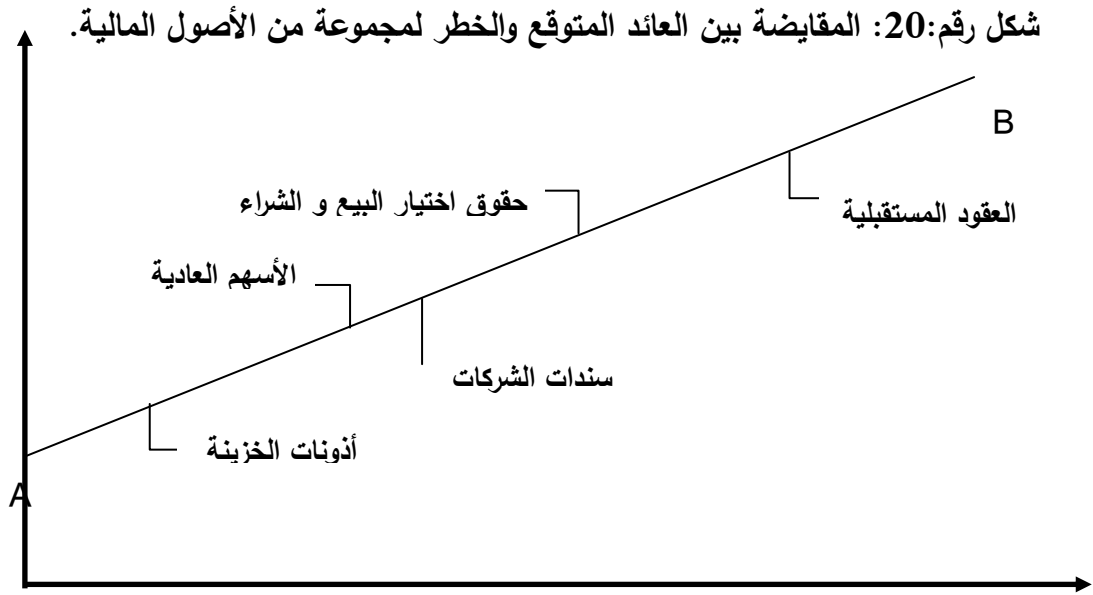 شكل رقم:20: المقايضة بين العائد المتوقع والخطر لمجموعة من الأصول المالية.
B
العقود المستقبلية
حقوق اختيار البيع و الشراء
الأسهم العادية
سندات الشركات
أذونات الخزينة
A